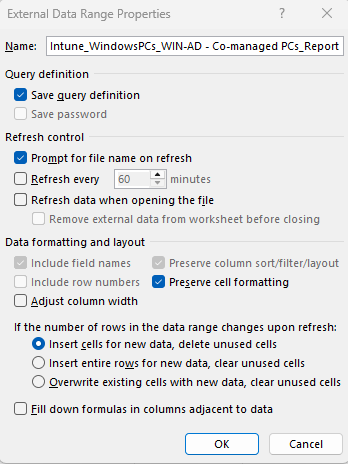 External Data Range Properties
Name: Intune_WindowsPCs_WIN-AD - Co-managed PCs_Report
Query definition
Save query definition
Save password
Refresh control
Prompt for file name on refresh
Refresh every 60 minutes
Refresh data when opening the file
Remove external data from worksheet before closing
Data formatting and layout
Include field names Preserve column sort/filter/layout
Include row numbers Preserve cell formatting
Adjust column width
If the number of rows in the data range changes upon refresh:
Insert cells for new data, delete unused cells
Insert entire rows for new data, clear unused cells
Overwrite existing cells with new data, clear unused cells
Fill down formulas in columns adjacent to data
OK Cancel